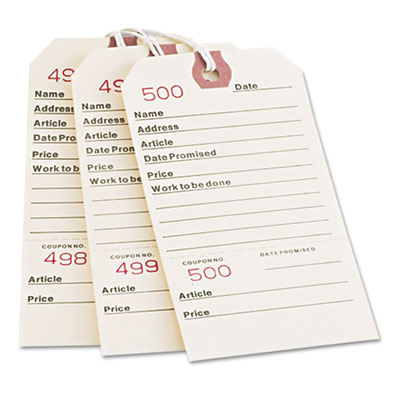 498
Name
Address
Article
Date Promised
Price
Work to be
COUPON NO.
498
Article
Price
499
Name
Address
Article
Date Promised
Price
Work to be
COUPON NO.
499
Article
Price
500 Date
Name
Address
Article
Date Promised
Price
Work to be done
COUPON NO. DATE PROMISED
500
Article
Price